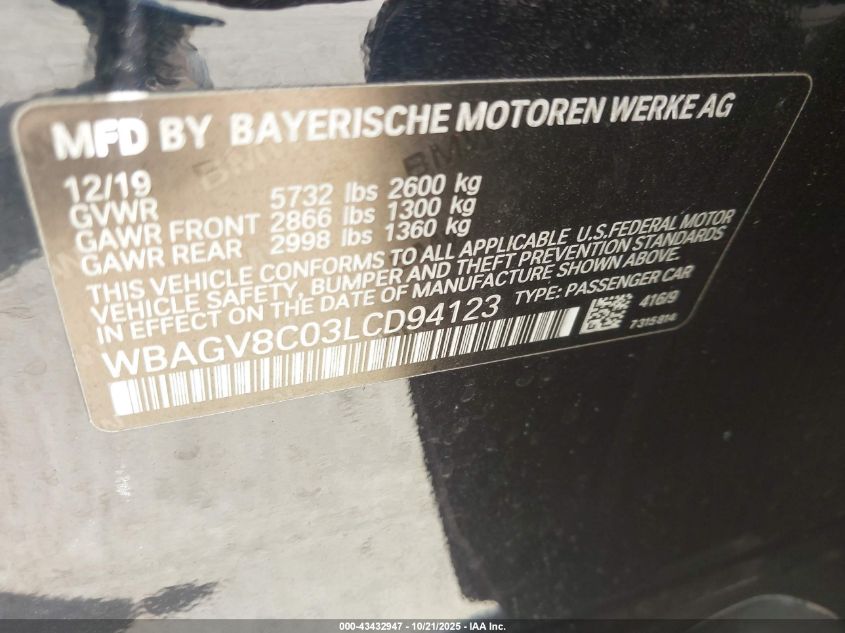 MFD BY BAYERISCHE MOTOREN WERKE AG
12/19
GVWR 5732 lbs 2600 kg
GAWR FRONT 2866 lbs 1300 kg
GAWR REAR 2998 lbs 1360 kg
THIS VEHICLE CONFORMS TO ALL APPLICABLE U.S.FEDERAL MOTOR
VEHICLE SAFETY, BUMPER AND THEFT PREVENTION STANDARDS
IN EFFECT ON THE DATE OF MANUFACTURE SHOWN ABOVE.
WBAGV8C03LCD94123 TYPE: PASSENGER CAR
416/9
7315814
000-43432947 - 10/21/2025 - IAA Inc.